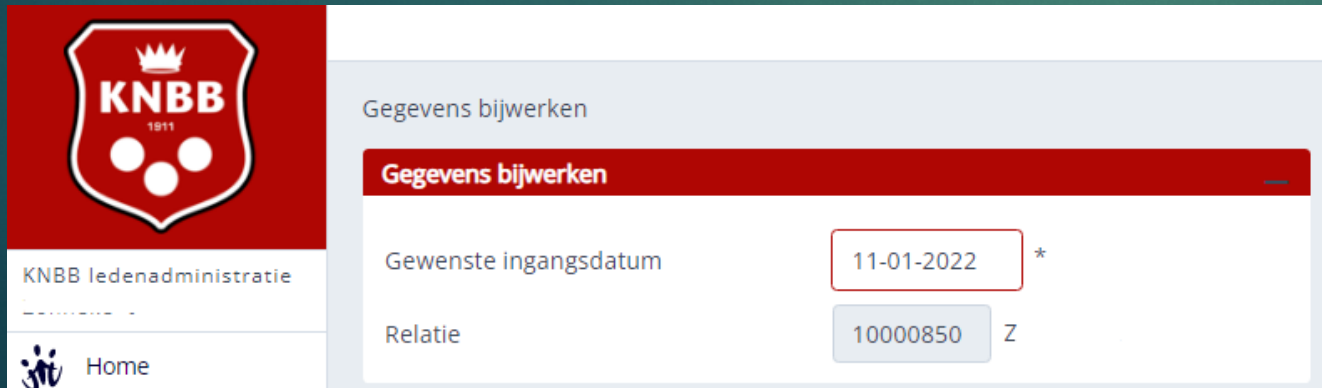 KNBB
1911
KNBB ledenadministratie
Home
Gegevens bijwerken
Gegevens bijwerken
Gewenste ingangsdatum 11-01-2022 *
Relatie 10000850 Z